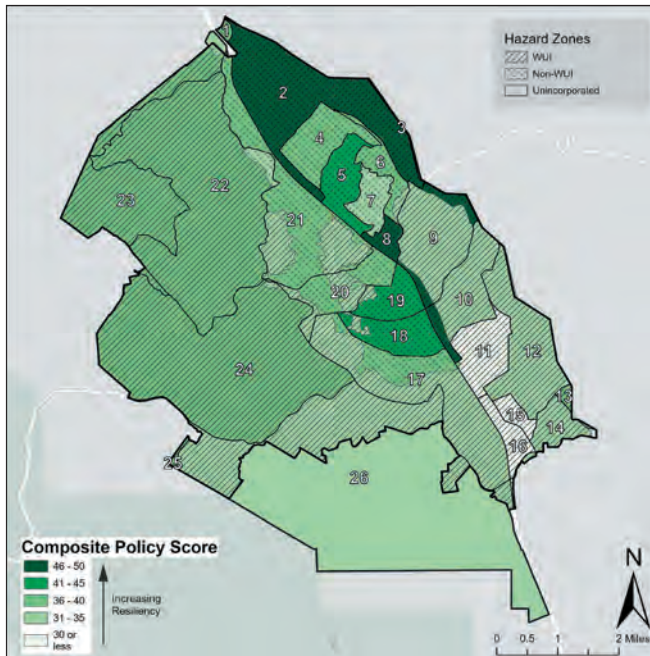 Hazard Zones
WUI
Non-WUI
Unincorporated
1
2
3
4
5
6
7
8
9
10
11
12
13
14
15
16
17
18
19
20
21
22
23
24
25
26
Composite Policy Score
46 - 50
41 - 45
36 - 40
31 - 35
30 or
less
Increasing
Resiliency
N
0 0.5 1 2 Miles